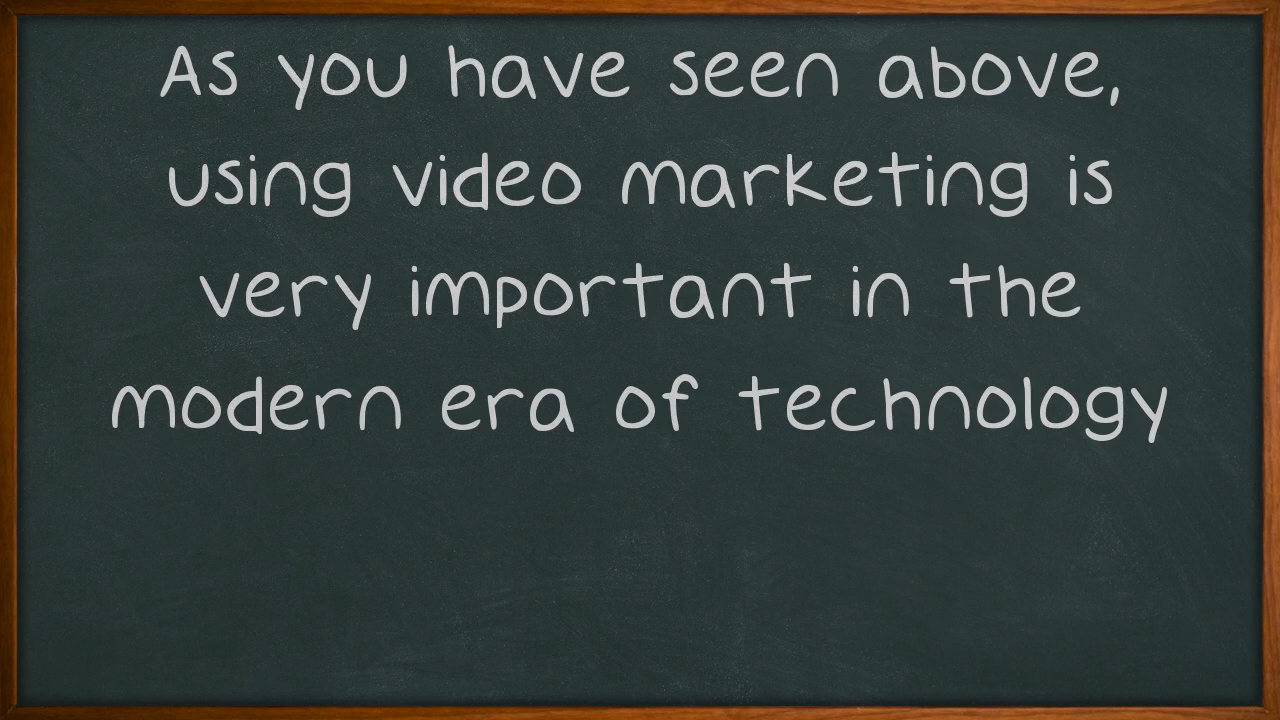 As you have seen above,
using video marketing is
very important in the
modern era of technology